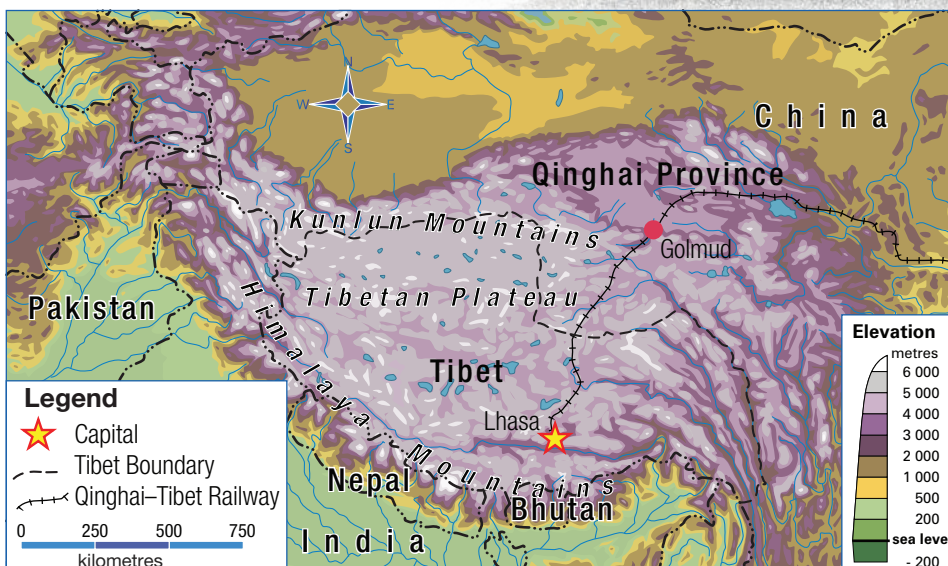 N
W
E
S
China
Qinghai Province
Kunlun Mountains
Golmud
Tibetan Plateau
Pakistan
Himalaya Mountains
Tibet
Lhasa
Nepal
Bhutan
India
Legend
Capital
Tibet Boundary
Qinghai–Tibet Railway
0 250 500 750
kilometres
Elevation
metres
6 000
5 000
4 000
3 000
2 000
1 000
500
200
sea level
- 200